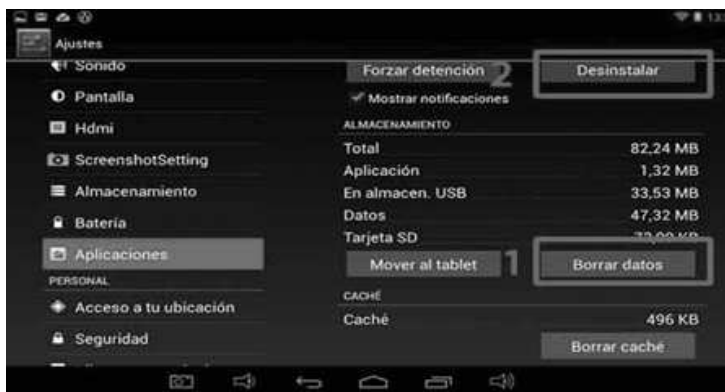 Ajustes
Sonido
Pantalla
Hdmi
ScreenshotSetting
Almacenamiento
Batería
Aplicaciones
PERSONAL
Acceso a tu ubicación
Seguridad
Forzar detención
2
Desinstalar
Mostrar notificaciones
ALMACENAMIENTO
Total 82,24 MB
Aplicación 1,32 MB
En almacen. USB 33,53 MB
Datos 47,32 MB
Tarjeta SD
Mover al tablet
1
Borrar datos
CACHÉ
Caché 496 KB
Borrar caché